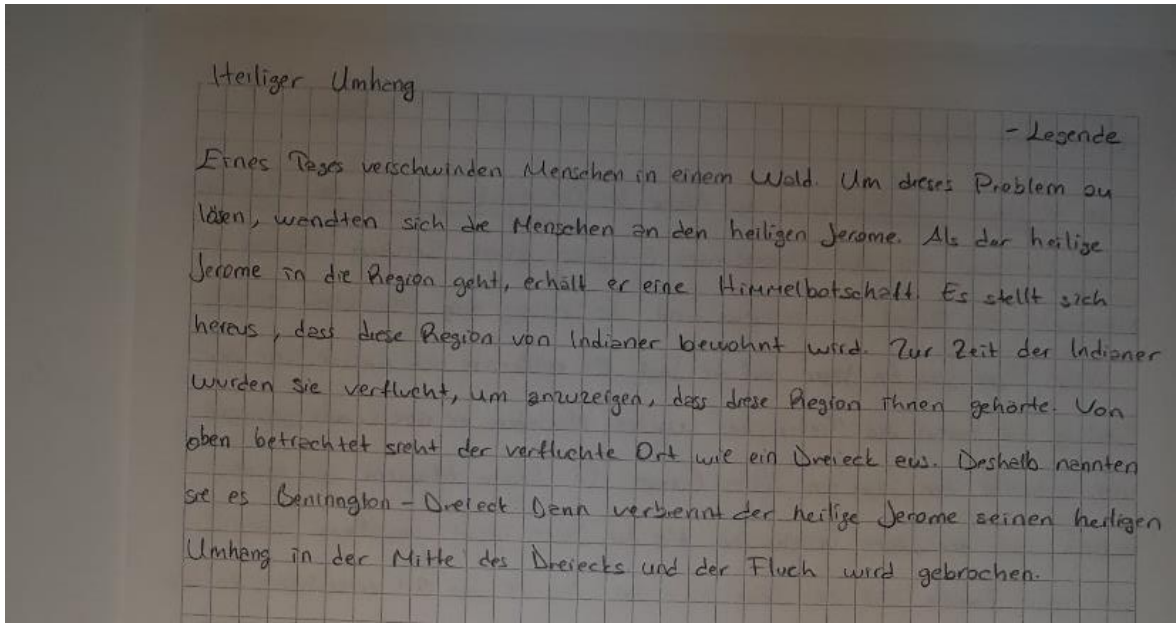 Heiliger Umhang
- Legende
Eines Tages verschwinden Menschen in einem Wald. Um dieses Problem zu
lösen, wendten sich die Menschen an den heiligen Jerome. Als der heilige
Jerome in die Region geht, erhält er eine Himmelbotschaft. Es stellt sich
heraus, dass diese Region von Indianer bewohnt wird. Zur Zeit der Indianer
wurden sie verflucht, um anzuzeigen, dass diese Region ihnen gehörte. Von
oben betrachtet sieht der verfluchte Ort wie ein Dreieck aus. Deshalb nannten
sie es Bennington - Dreieck Dann verbrennt der heilige Jerome seinen heiligen
Umhang in der Mitte des Dreiecks und der Fluch wird gebrochen.